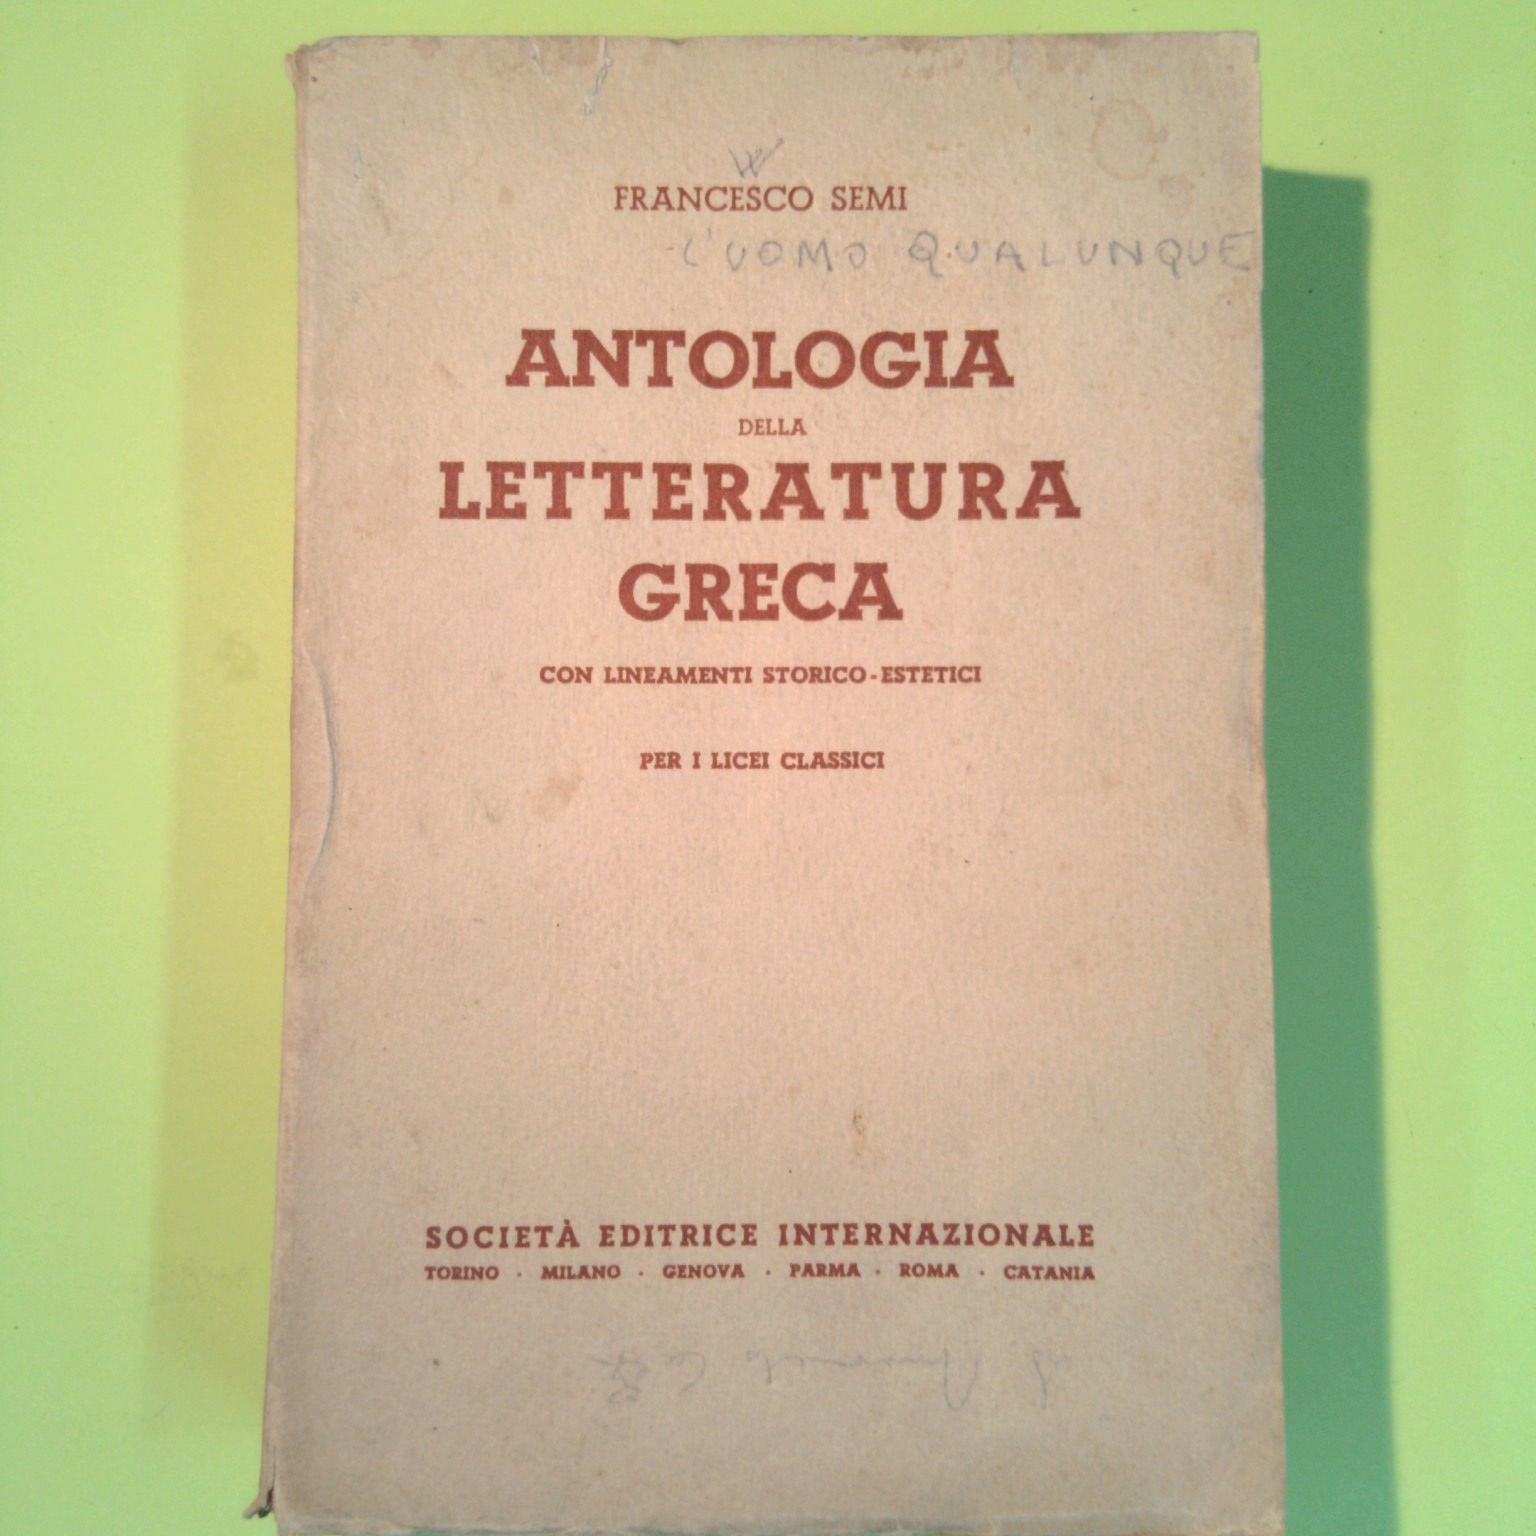 W
FRANCESCO SEMI
L'UOMO QUALUNQUE
ANTOLOGIA
DELLA
LETTERATURA
GRECA
CON LINEAMENTI STORICO-ESTETICI
PER I LICEI CLASSICI
SOCIETÀ EDITRICE INTERNAZIONALE
TORINO · MILANO · GENOVA · PARMA · ROMA · CATANIA